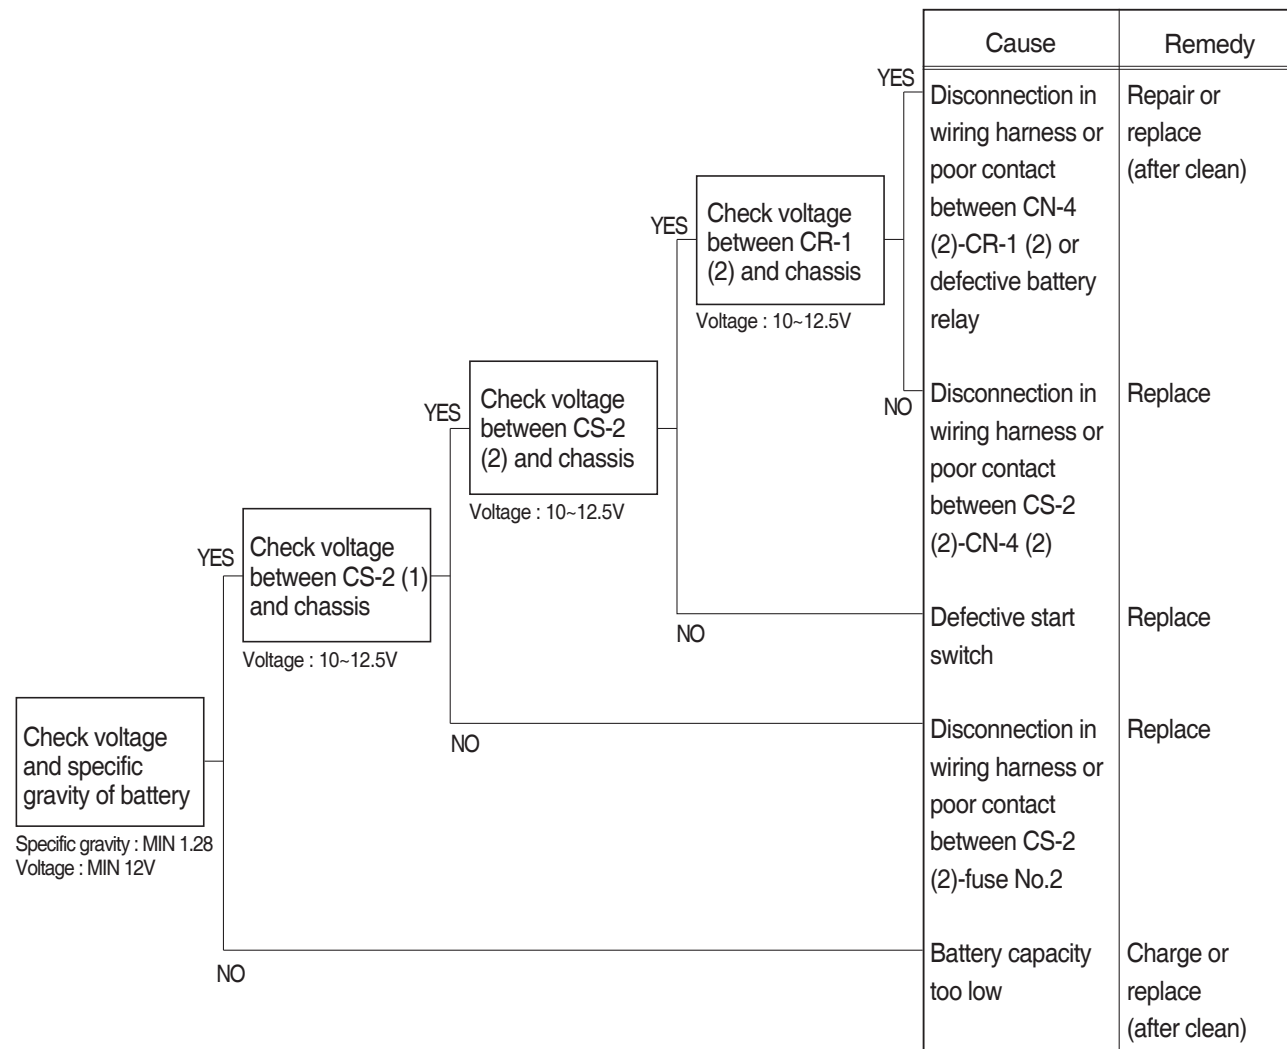 Cause
Remedy
YES
Disconnection in
wiring harness or
poor contact
between CN-4
(2)-CR-1 (2) or
defective battery
relay
Repair or
replace
(after clean)
YES
Check voltage
between CR-1
(2) and chassis
Voltage : 10~12.5V
NO
Disconnection in
wiring harness or
poor contact
between CS-2
(2)-CN-4 (2)
Replace
YES
Check voltage
between CS-2
(2) and chassis
Voltage : 10~12.5V
NO
Defective start
switch
Replace
YES
Check voltage
between CS-2 (1)
and chassis
Voltage : 10~12.5V
NO
Disconnection in
wiring harness or
poor contact
between CS-2
(2)-fuse No.2
Replace
Check voltage
and specific
gravity of battery
Specific gravity : MIN 1.28
Voltage : MIN 12V
NO
Battery capacity
too low
Charge or
replace
(after clean)